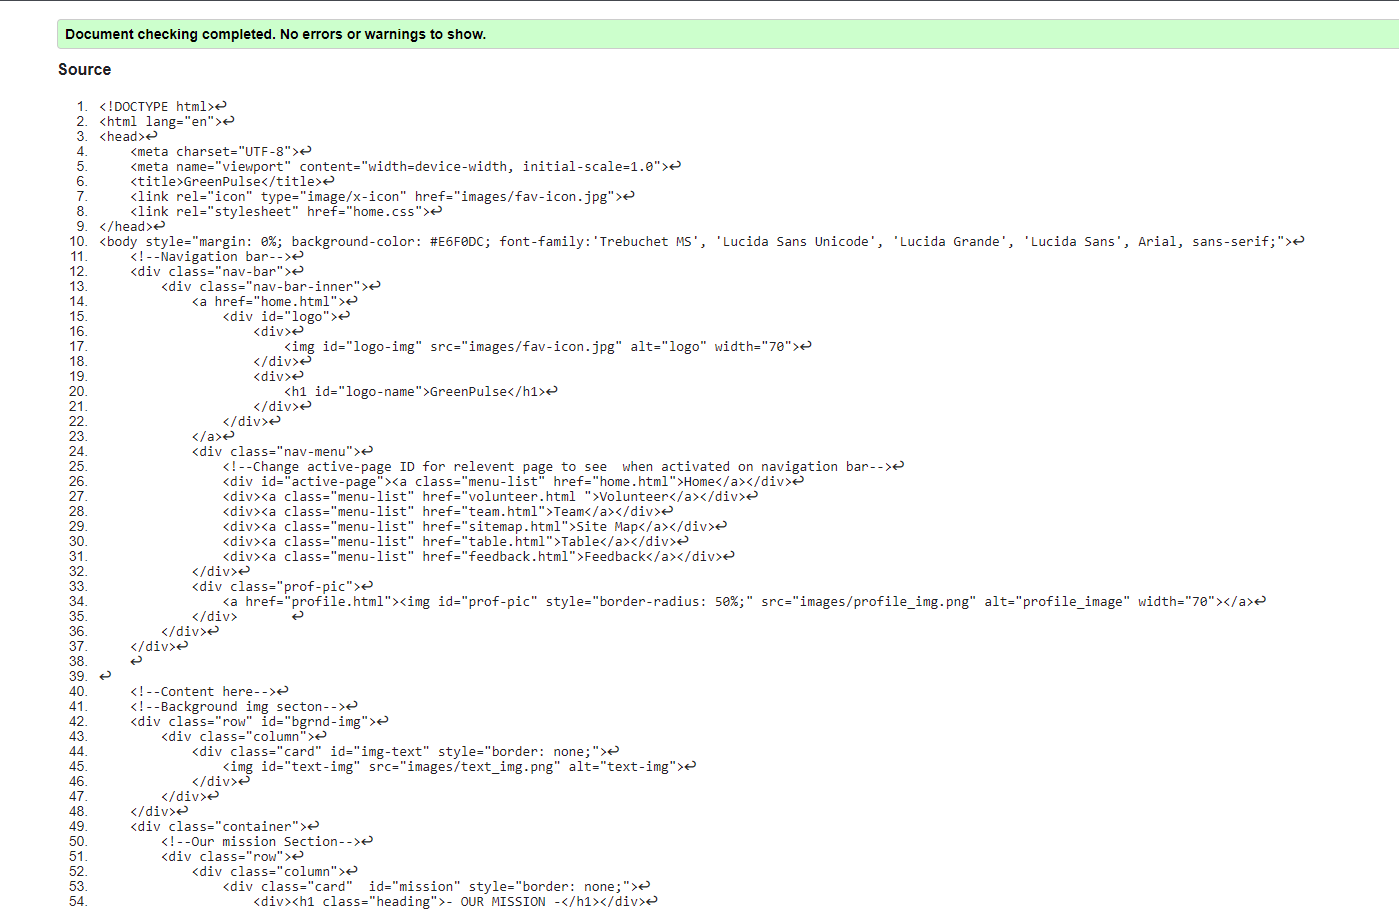 Document checking completed. No errors or warnings to show.
Source
1. <!DOCTYPE html>↩
2. <html lang="en">↩
3. <head>↩
4.     <meta charset="UTF-8">↩
5.     <meta name="viewport" content="width=device-width, initial-scale=1.0">↩
6.     <title>GreenPulse</title>↩
7.     <link rel="icon" type="image/x-icon" href="images/fav-icon.jpg">↩
8.     <link rel="stylesheet" href="home.css">↩
9. </head>↩
10. <body style="margin: 0%; background-color: #E6F0DC; font-family:'Trebuchet MS', 'Lucida Sans Unicode', 'Lucida Grande', 'Lucida Sans', Arial, sans-serif;">↩
11.     <!--Navigation bar-->↩
12.     <div class="nav-bar">↩
13.         <div class="nav-bar-inner">↩
14.             <a href="home.html">↩
15.                 <div id="logo">↩
16.                     <div>↩
17.                         <img id="logo-img" src="images/fav-icon.jpg" alt="logo" width="70">↩
18.                     </div>↩
19.                     <div>↩
20.                         <h1 id="logo-name">GreenPulse</h1>↩
21.                     </div>↩
22.                 </div>↩
23.             </a>↩
24.             <div class="nav-menu">↩
25.                 <!--Change active-page ID for relevent page to see  when activated on navigation bar-->↩
26.                 <div id="active-page"><a class="menu-list" href="home.html">Home</a></div>↩
27.                 <div><a class="menu-list" href="volunteer.html ">Volunteer</a></div>↩
28.                 <div><a class="menu-list" href="team.html">Team</a></div>↩
29.                 <div><a class="menu-list" href="sitemap.html">Site Map</a></div>↩
30.                 <div><a class="menu-list" href="table.html">Table</a></div>↩
31.                 <div><a class="menu-list" href="feedback.html">Feedback</a></div>↩
32.             </div>↩
33.             <div class="prof-pic">↩
34.                 <a href="profile.html"><img id="prof-pic" style="border-radius: 50%;" src="images/profile_img.png" alt="profile_image" width="70"></a>↩
35.             </div>       ↩
36.         </div>↩
37.     </div>↩
38.     ↩
39. ↩
40.     <!--Content here-->↩
41.     <!--Background img secton-->↩
42.     <div class="row" id="bgrnd-img">↩
43.         <div class="column">↩
44.             <div class="card" id="img-text" style="border: none;">↩
45.                 <img id="text-img" src="images/text_img.png" alt="text-img">↩
46.             </div>↩
47.         </div>↩
48.     </div>↩
49.     <div class="container">↩
50.         <!--Our mission Section-->↩
51.         <div class="row">↩
52.             <div class="column">↩
53.                 <div class="card"  id="mission" style="border: none;">↩
54.                     <div><h1 class="heading">- OUR MISSION -</h1></div>↩